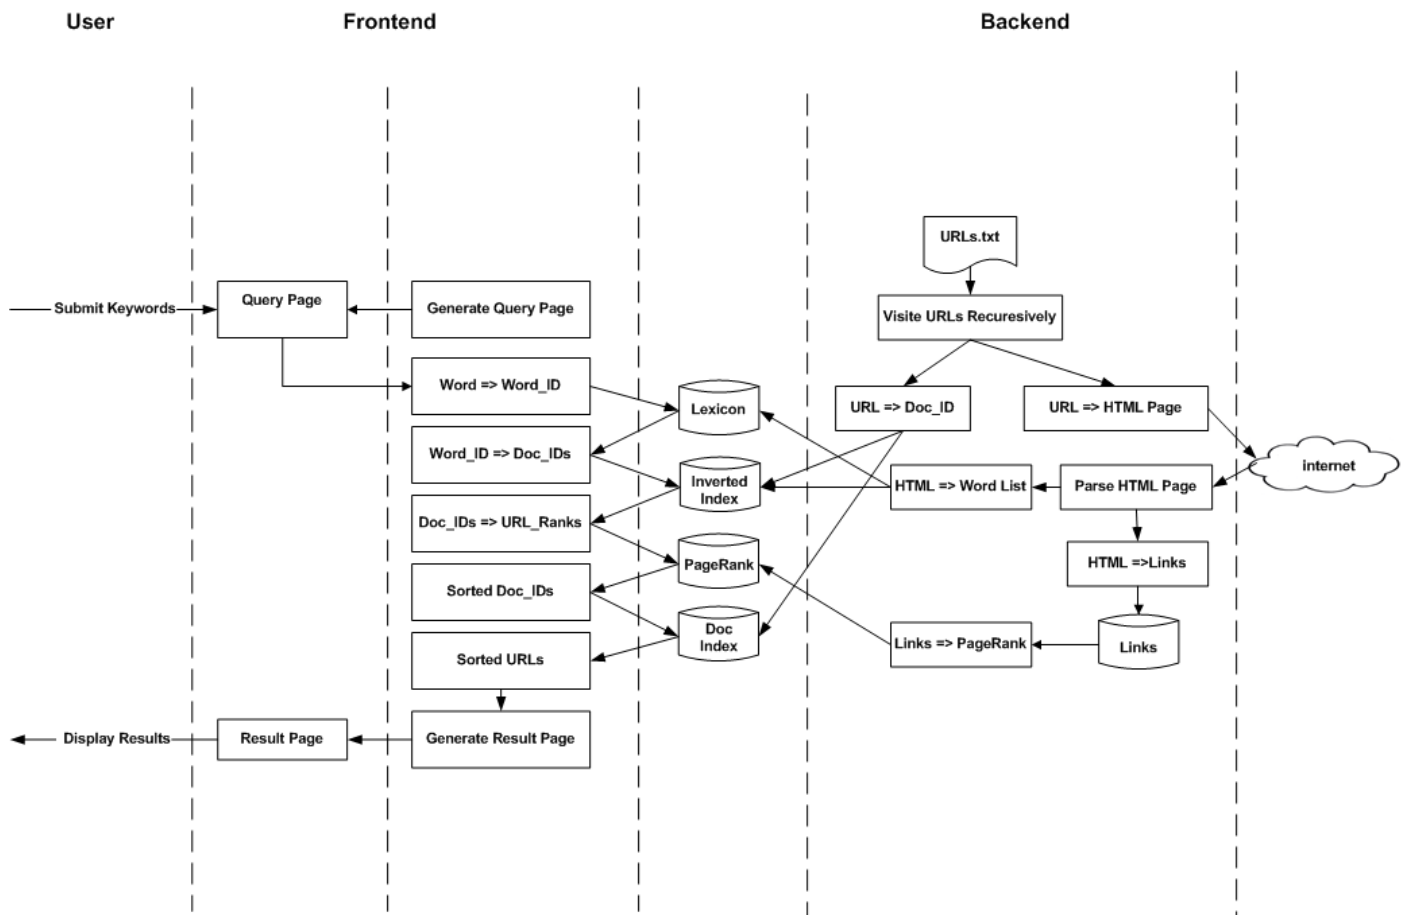 User
Frontend
Backend
URLs.txt
Submit Keywords
Query Page
Generate Query Page
Visite URLs Recuresively
Word => Word_ID
Lexicon
URL => Doc_ID
URL => HTML Page
Word_ID => Doc_IDs
Inverted
Index
HTML => Word List
Parse HTML Page
internet
Doc_IDs => URL_Ranks
PageRank
HTML =>Links
Sorted Doc_IDs
Doc
Index
Links => PageRank
Links
Sorted URLs
Display Results
Result Page
Generate Result Page